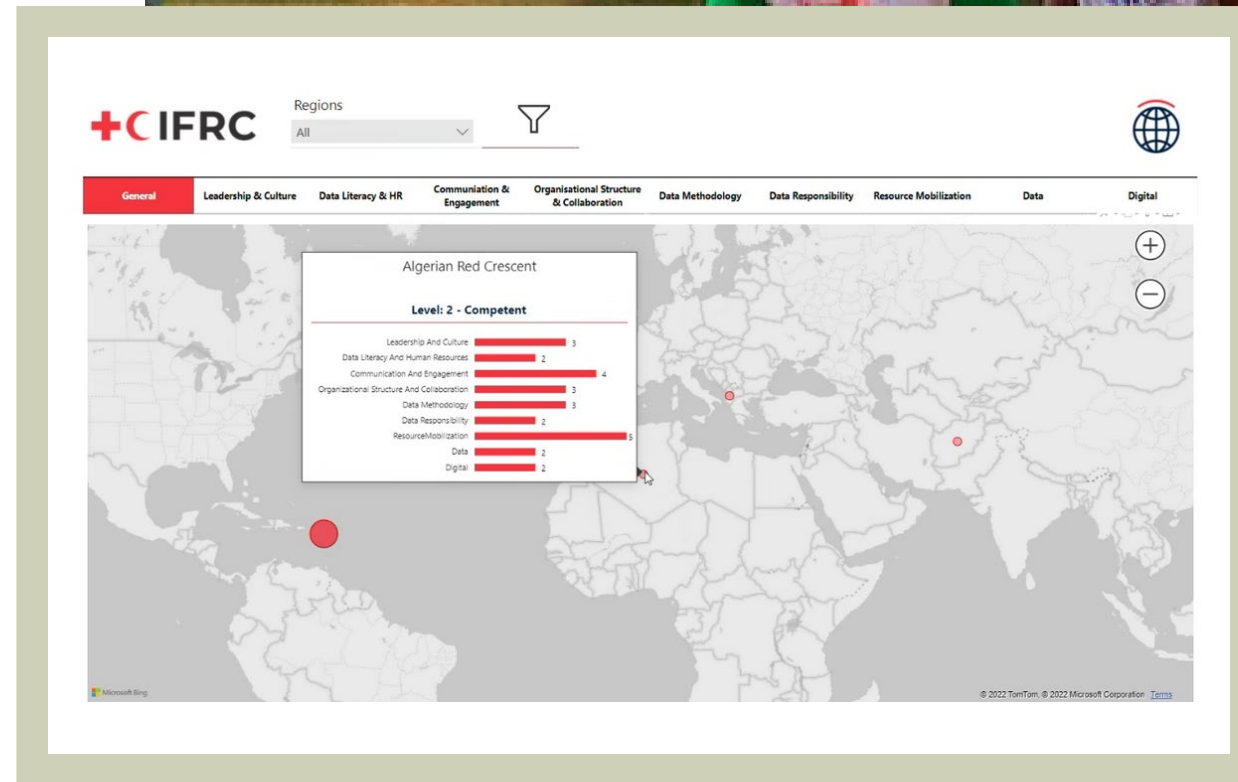 IFRC
Regions
All
General
Leadership & Culture
Data Literacy & HR
Communiation &
Engagement
Organisational Structure
& Collaboration
Data Methodology
Data Responsibility
Resource Mobilization
Data
Digital
Algerian Red Crescent
Level: 2 - Competent
Leadership And Culture 3
Data Literacy And Human Resources 2
Communication And Engagement 4
Organizational Structure And Collaboration 3
Data Methodology 3
Data Responsibility 2
ResourceMobilization 5
Data 2
Digital 2
Microsoft Bing
© 2022 TomTom, © 2022 Microsoft Corporation Terms